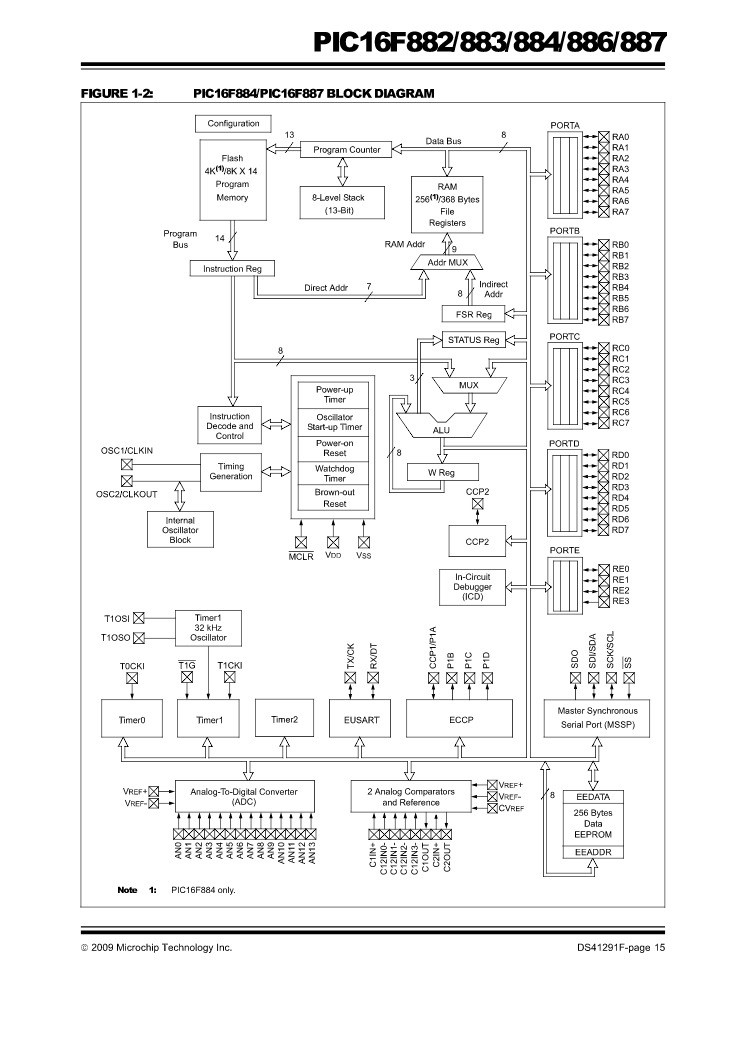 PIC16F882/883/884/886/887
FIGURE 1-2: PIC16F884/PIC16F887 BLOCK DIAGRAM
Configuration
13
Program Counter
Data Bus
8
PORTA
RA0
RA1
RA2
RA3
RA4
RA5
RA6
RA7
Flash
4K(1)/8K X 14
Program
Memory
8-Level Stack
(13-Bit)
RAM
256(1)/368 Bytes
File
Registers
Program
Bus
14
RAM Addr
9
PORTB
RB0
RB1
RB2
RB3
RB4
RB5
RB6
RB7
Instruction Reg
Addr MUX
Direct Addr
7
8
Indirect
Addr
FSR Reg
STATUS Reg
PORTC
RC0
RC1
RC2
RC3
RC4
RC5
RC6
RC7
8
3
MUX
Power-up
Timer
Oscillator
Start-up Timer
Power-on
Reset
Watchdog
Timer
Brown-out
Reset
Instruction
Decode and
Control
ALU
8
W Reg
PORTD
RD0
RD1
RD2
RD3
RD4
RD5
RD6
RD7
OSC1/CLKIN
OSC2/CLKOUT
Timing
Generation
Internal
Oscillator
Block
MCLR
VDD
VSS
CCP2
CCP2
In-Circuit
Debugger
(ICD)
PORTE
RE0
RE1
RE2
RE3
T1OSI
T1OSO
Timer1
32 kHz
Oscillator
T0CKI
T1G
T1CKI
TX/CK
RX/DT
CCP1/P1A
P1B
P1C
P1D
SDO
SDI/SDA
SCK/SCL
SS
Timer0
Timer1
Timer2
EUSART
ECCP
Master Synchronous
Serial Port (MSSP)
VREF+
VREF–
Analog-To-Digital Converter
(ADC)
2 Analog Comparators
and Reference
VREF+
VREF–
CVREF
8
EEDATA
256 Bytes
Data
EEPROM
EEADDR
AN0
AN1
AN2
AN3
AN4
AN5
AN6
AN7
AN8
AN9
AN10
AN11
AN12
AN13
C1IN+
C12IN0-
C12IN1-
C12IN2-
C12IN3-
C1OUT
C2IN+
C2OUT
Note 1: PIC16F884 only.
© 2009 Microchip Technology Inc.
DS41291F-page 15